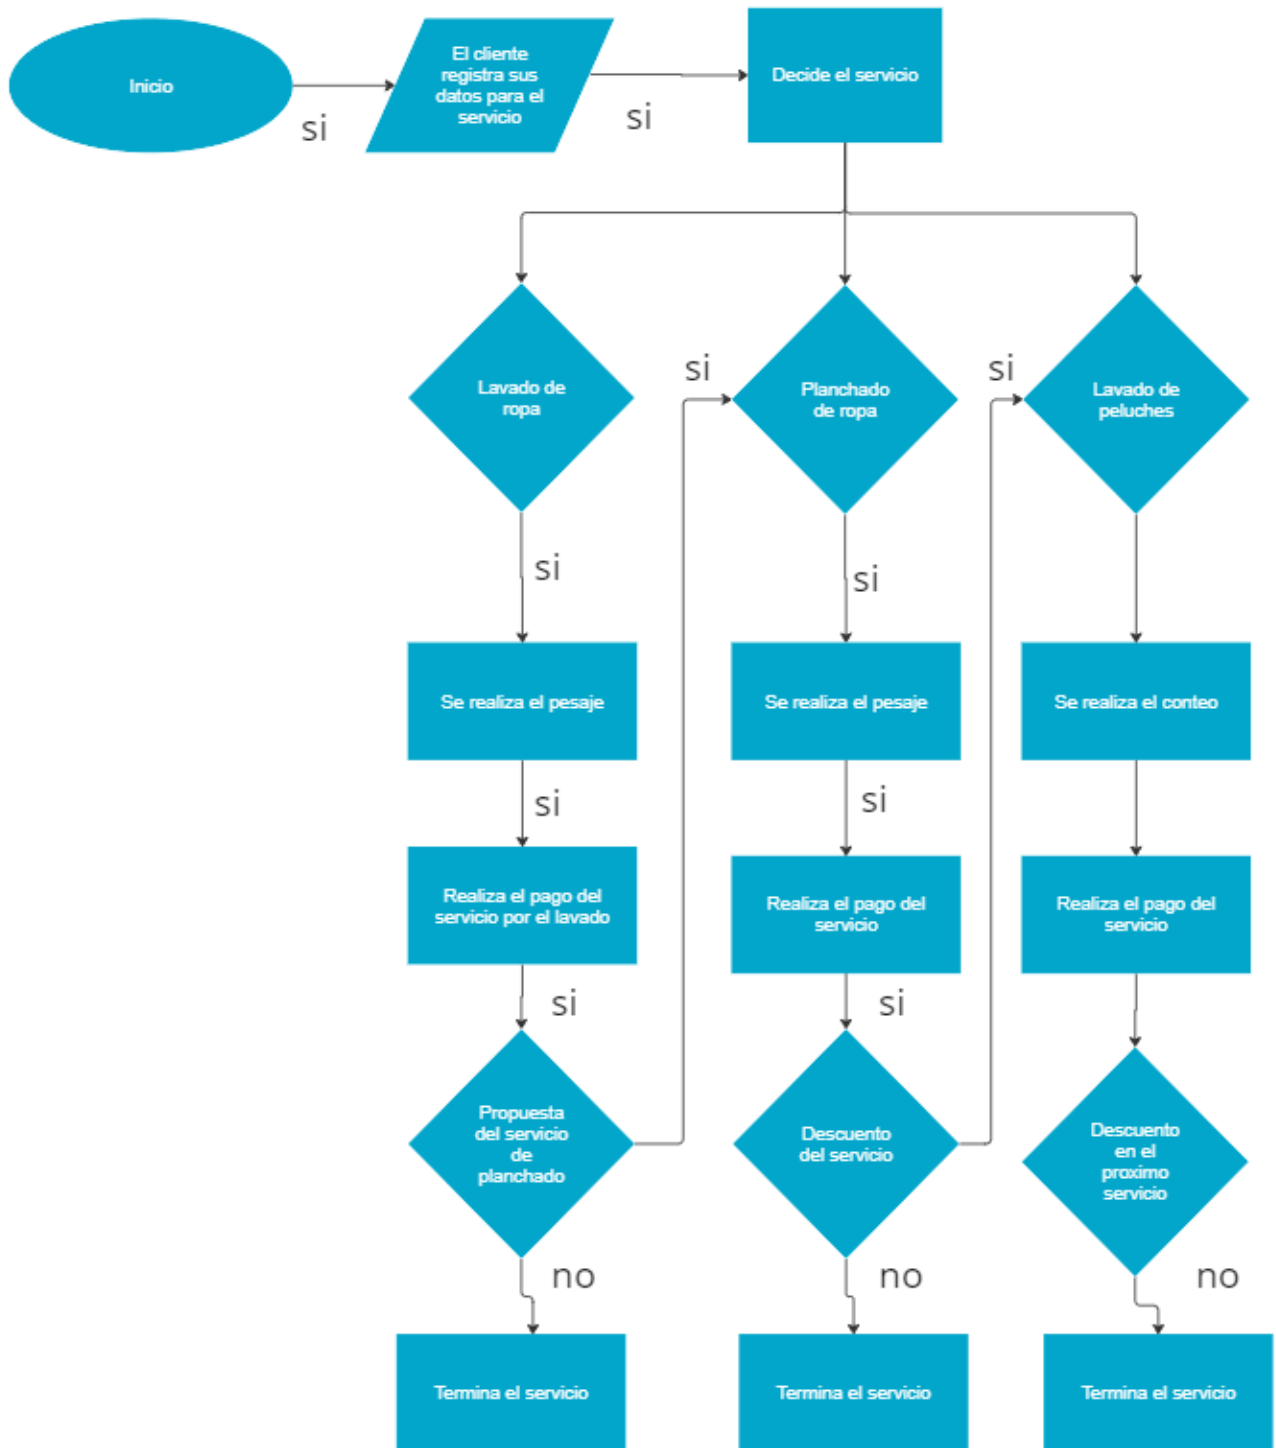 Inicio
si
El cliente
registra sus
datos para el
servicio
si
Decide el servicio
Lavado de
ropa
si
Planchado
de ropa
si
Lavado de
peluches
si
si
Se realiza el pesaje
Se realiza el pesaje
Se realiza el conteo
si
si
Realiza el pago del
servicio por el lavado
Realiza el pago del
servicio
Realiza el pago del
servicio
si
si
Propuesta
del servicio
de
planchado
Descuento
del servicio
Descuento
en el
proximo
servicio
no
no
no
Termina el servicio
Termina el servicio
Termina el servicio